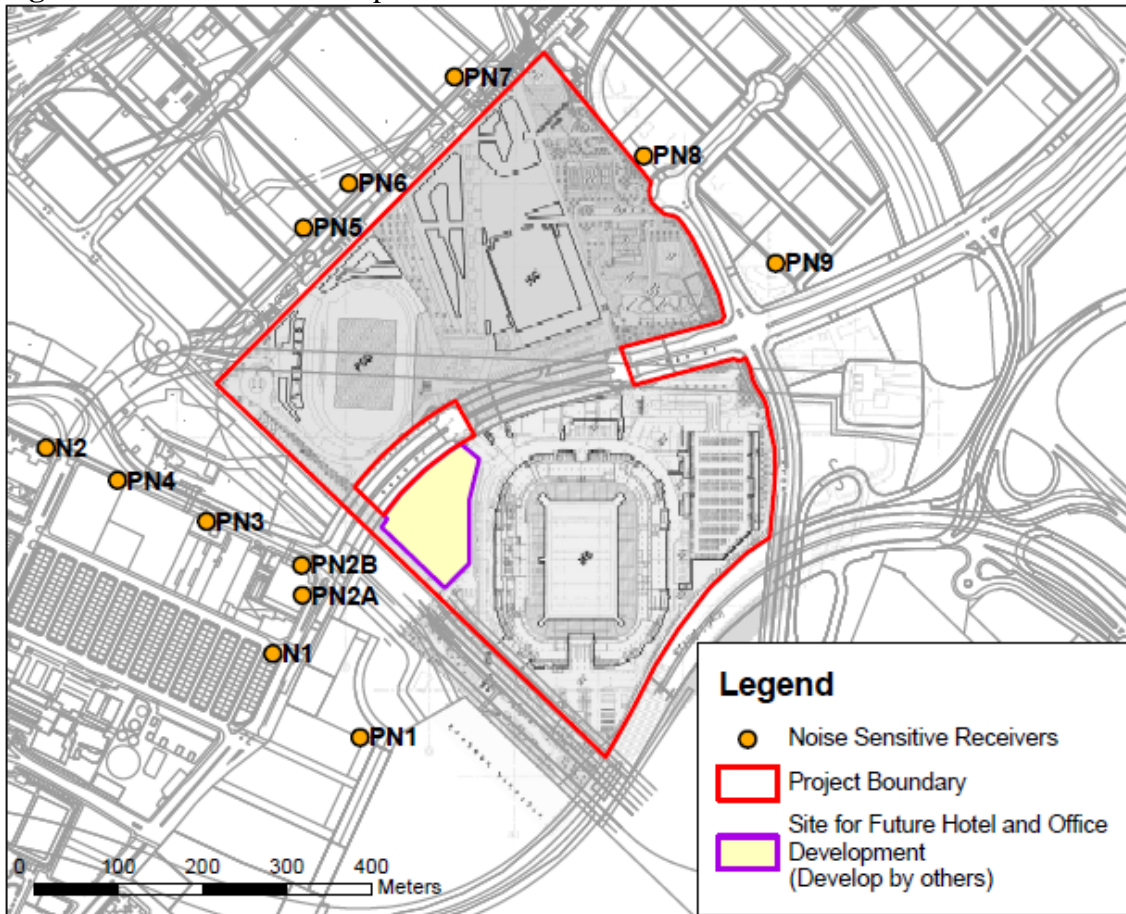 PN7
PN8
PN6
PN5
PN9
N2
PN4
PN3
PN2B
PN2A
N1
PN1
Legend
Noise Sensitive Receivers
Project Boundary
Site for Future Hotel and Office
Development
(Develop by others)
0 100 200 300 400
Meters